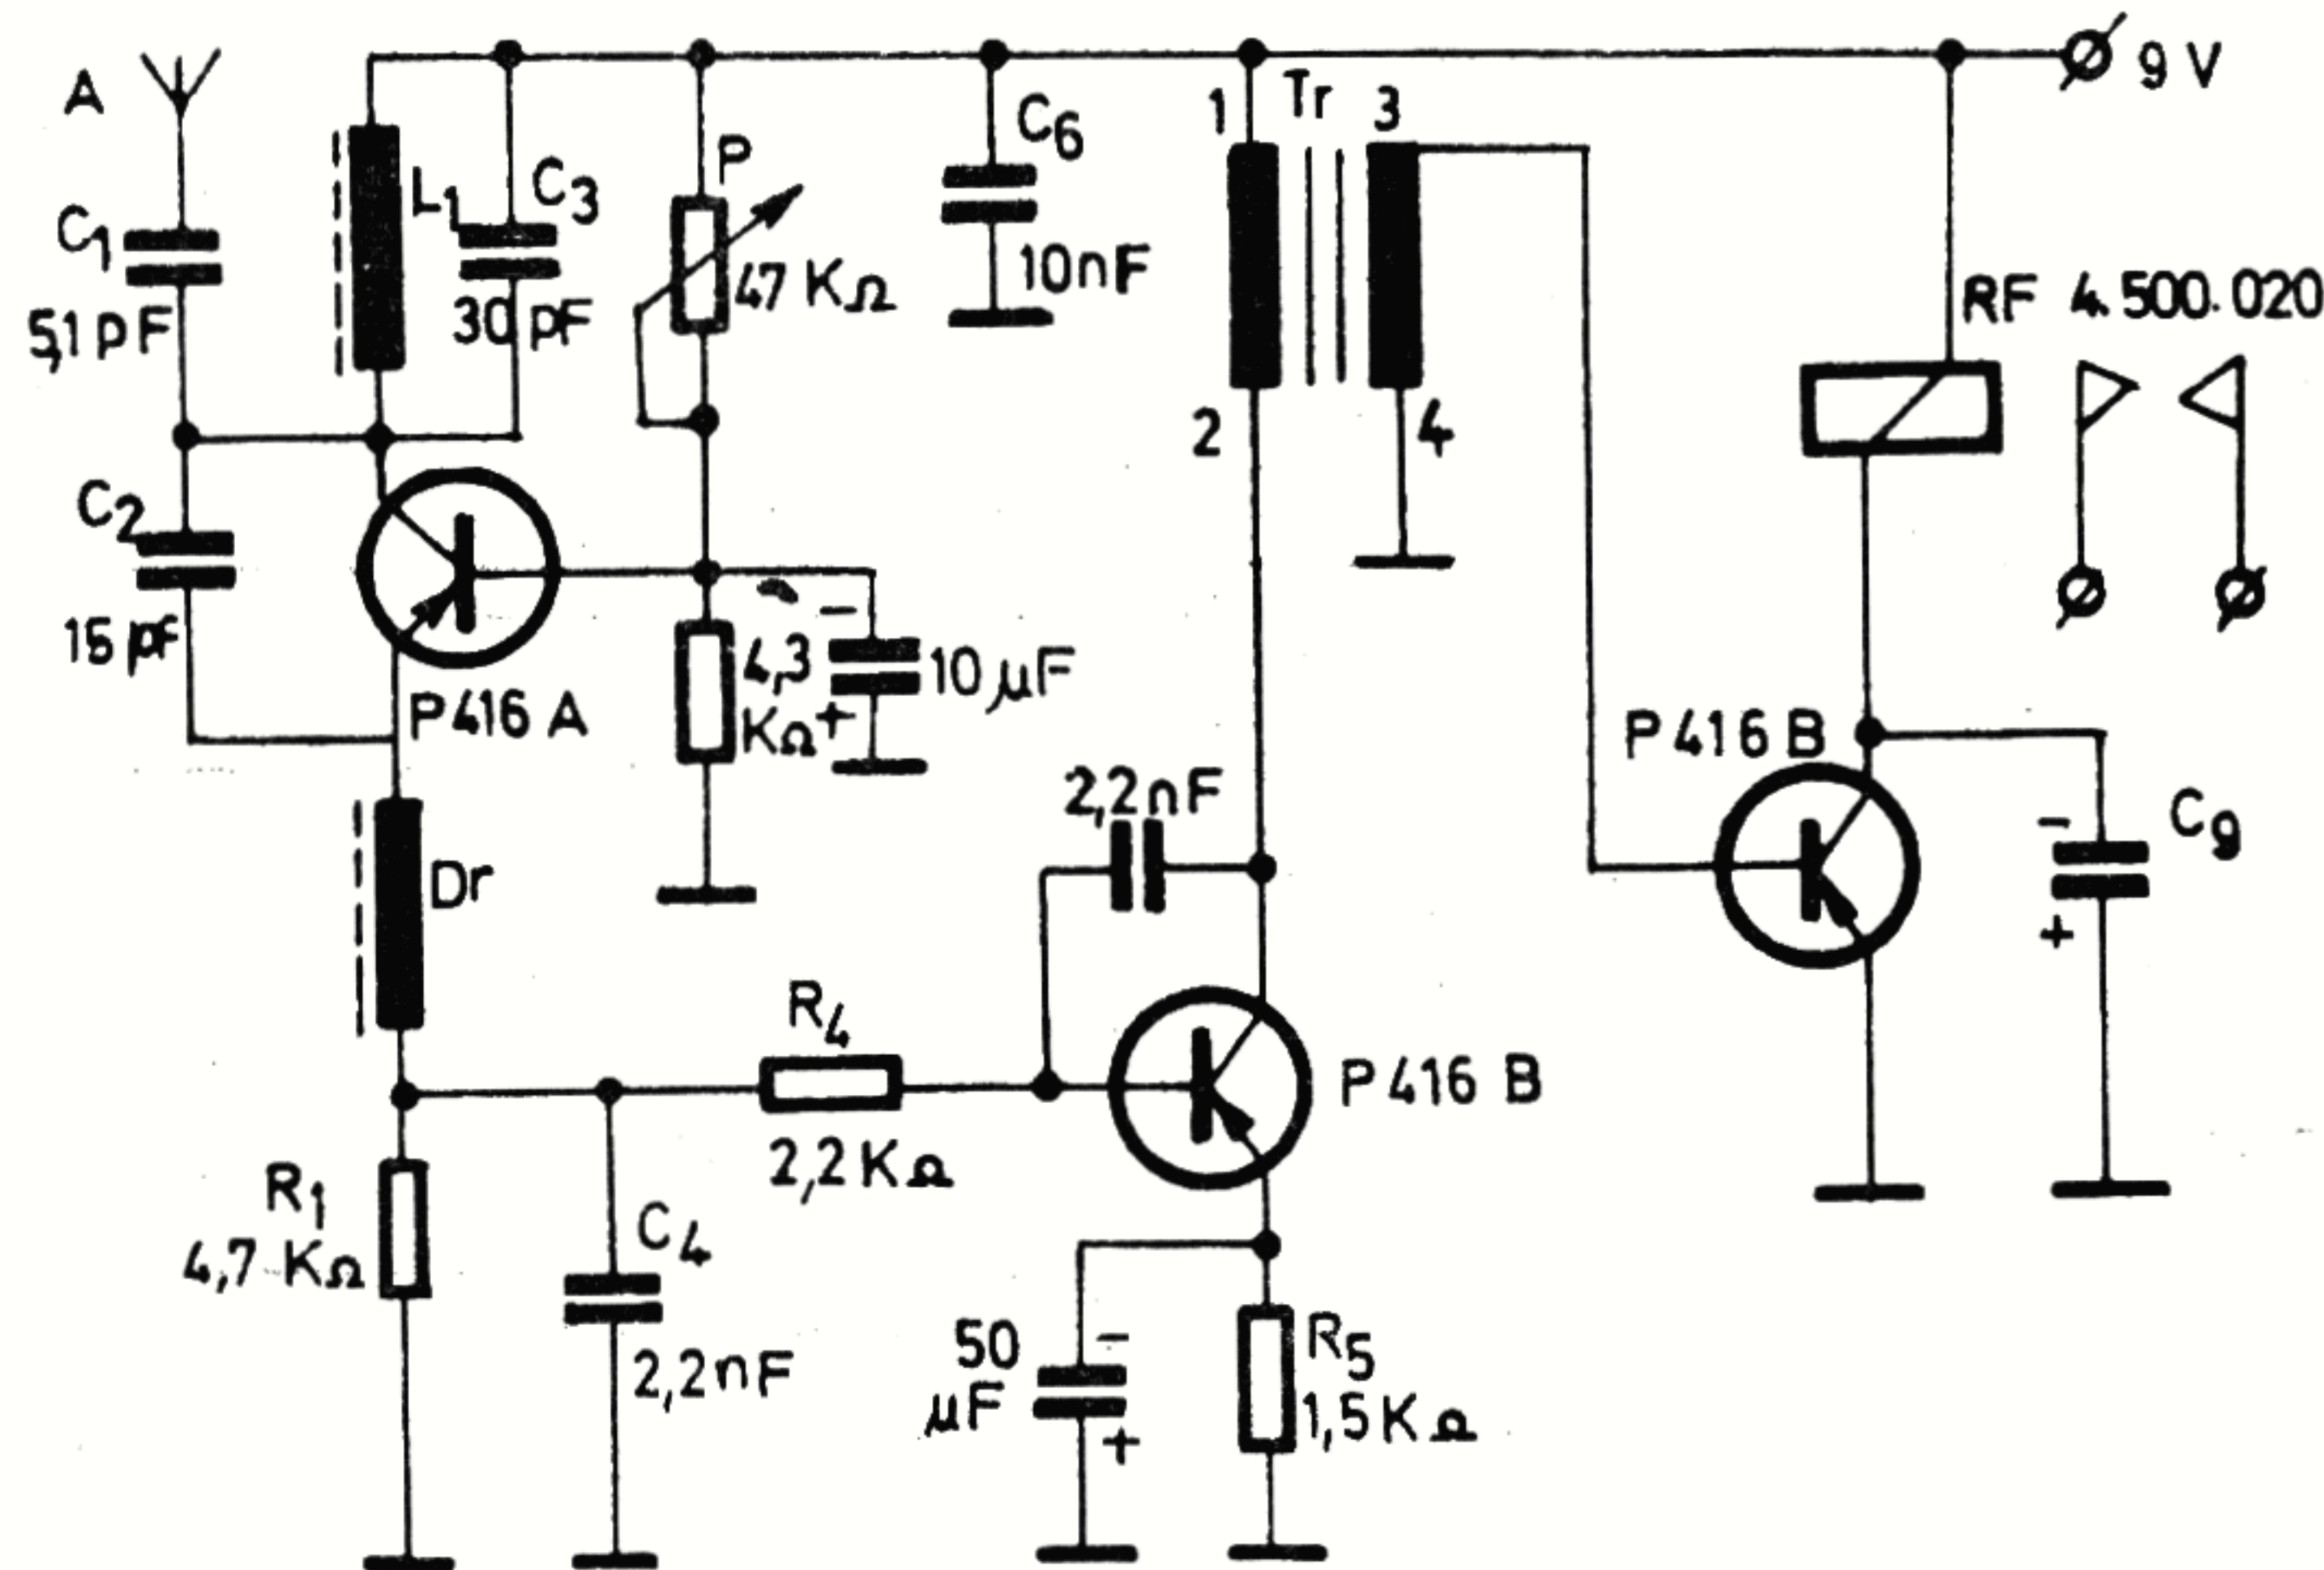 A
C1
5,1 pF
L1
C3
30 pF
P
47 KΩ
C6
10nF
1
Tr
3
2
4
9 V
RF 4.500.020
C2
15 pF
P416 A
4,3
KΩ
-
+
10 µF
2,2nF
P416 B
-
+
C9
Dr
R4
2,2 KΩ
P416 B
R1
4,7 KΩ
C4
2,2nF
50
µF
-
+
R5
1,5 KΩ